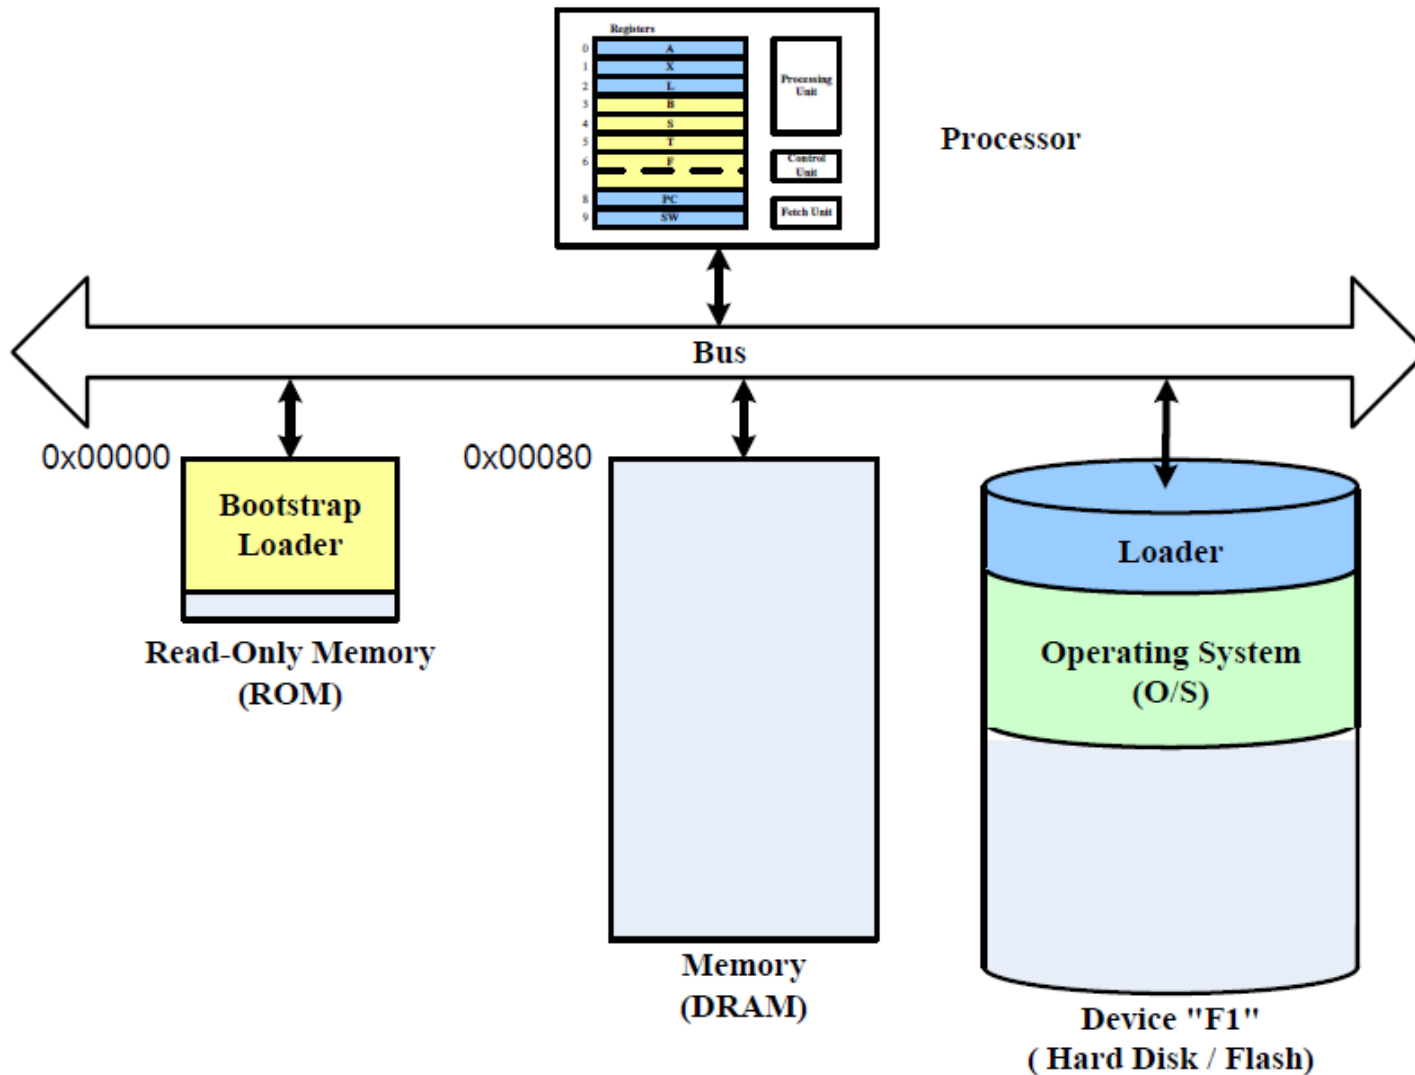 Registers
0 A
1 X
2 L
3 B
4 S
5 T
6 F
8 PC
9 SW
Processing
Unit
Control
Unit
Fetch Unit
Processor
Bus
0x00000
Bootstrap
Loader
Read-Only Memory
(ROM)
0x00080
Memory
(DRAM)
Loader
Operating System
(O/S)
Device "F1"
( Hard Disk / Flash)